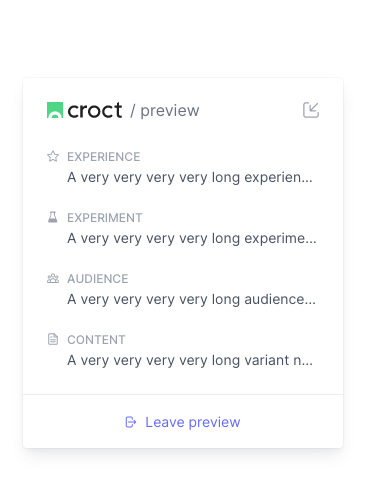 croct / preview
EXPERIENCE
A very very very very long experien...
EXPERIMENT
A very very very very long experime...
AUDIENCE
A very very very very long audience...
CONTENT
A very very very very long variant n...
Leave preview